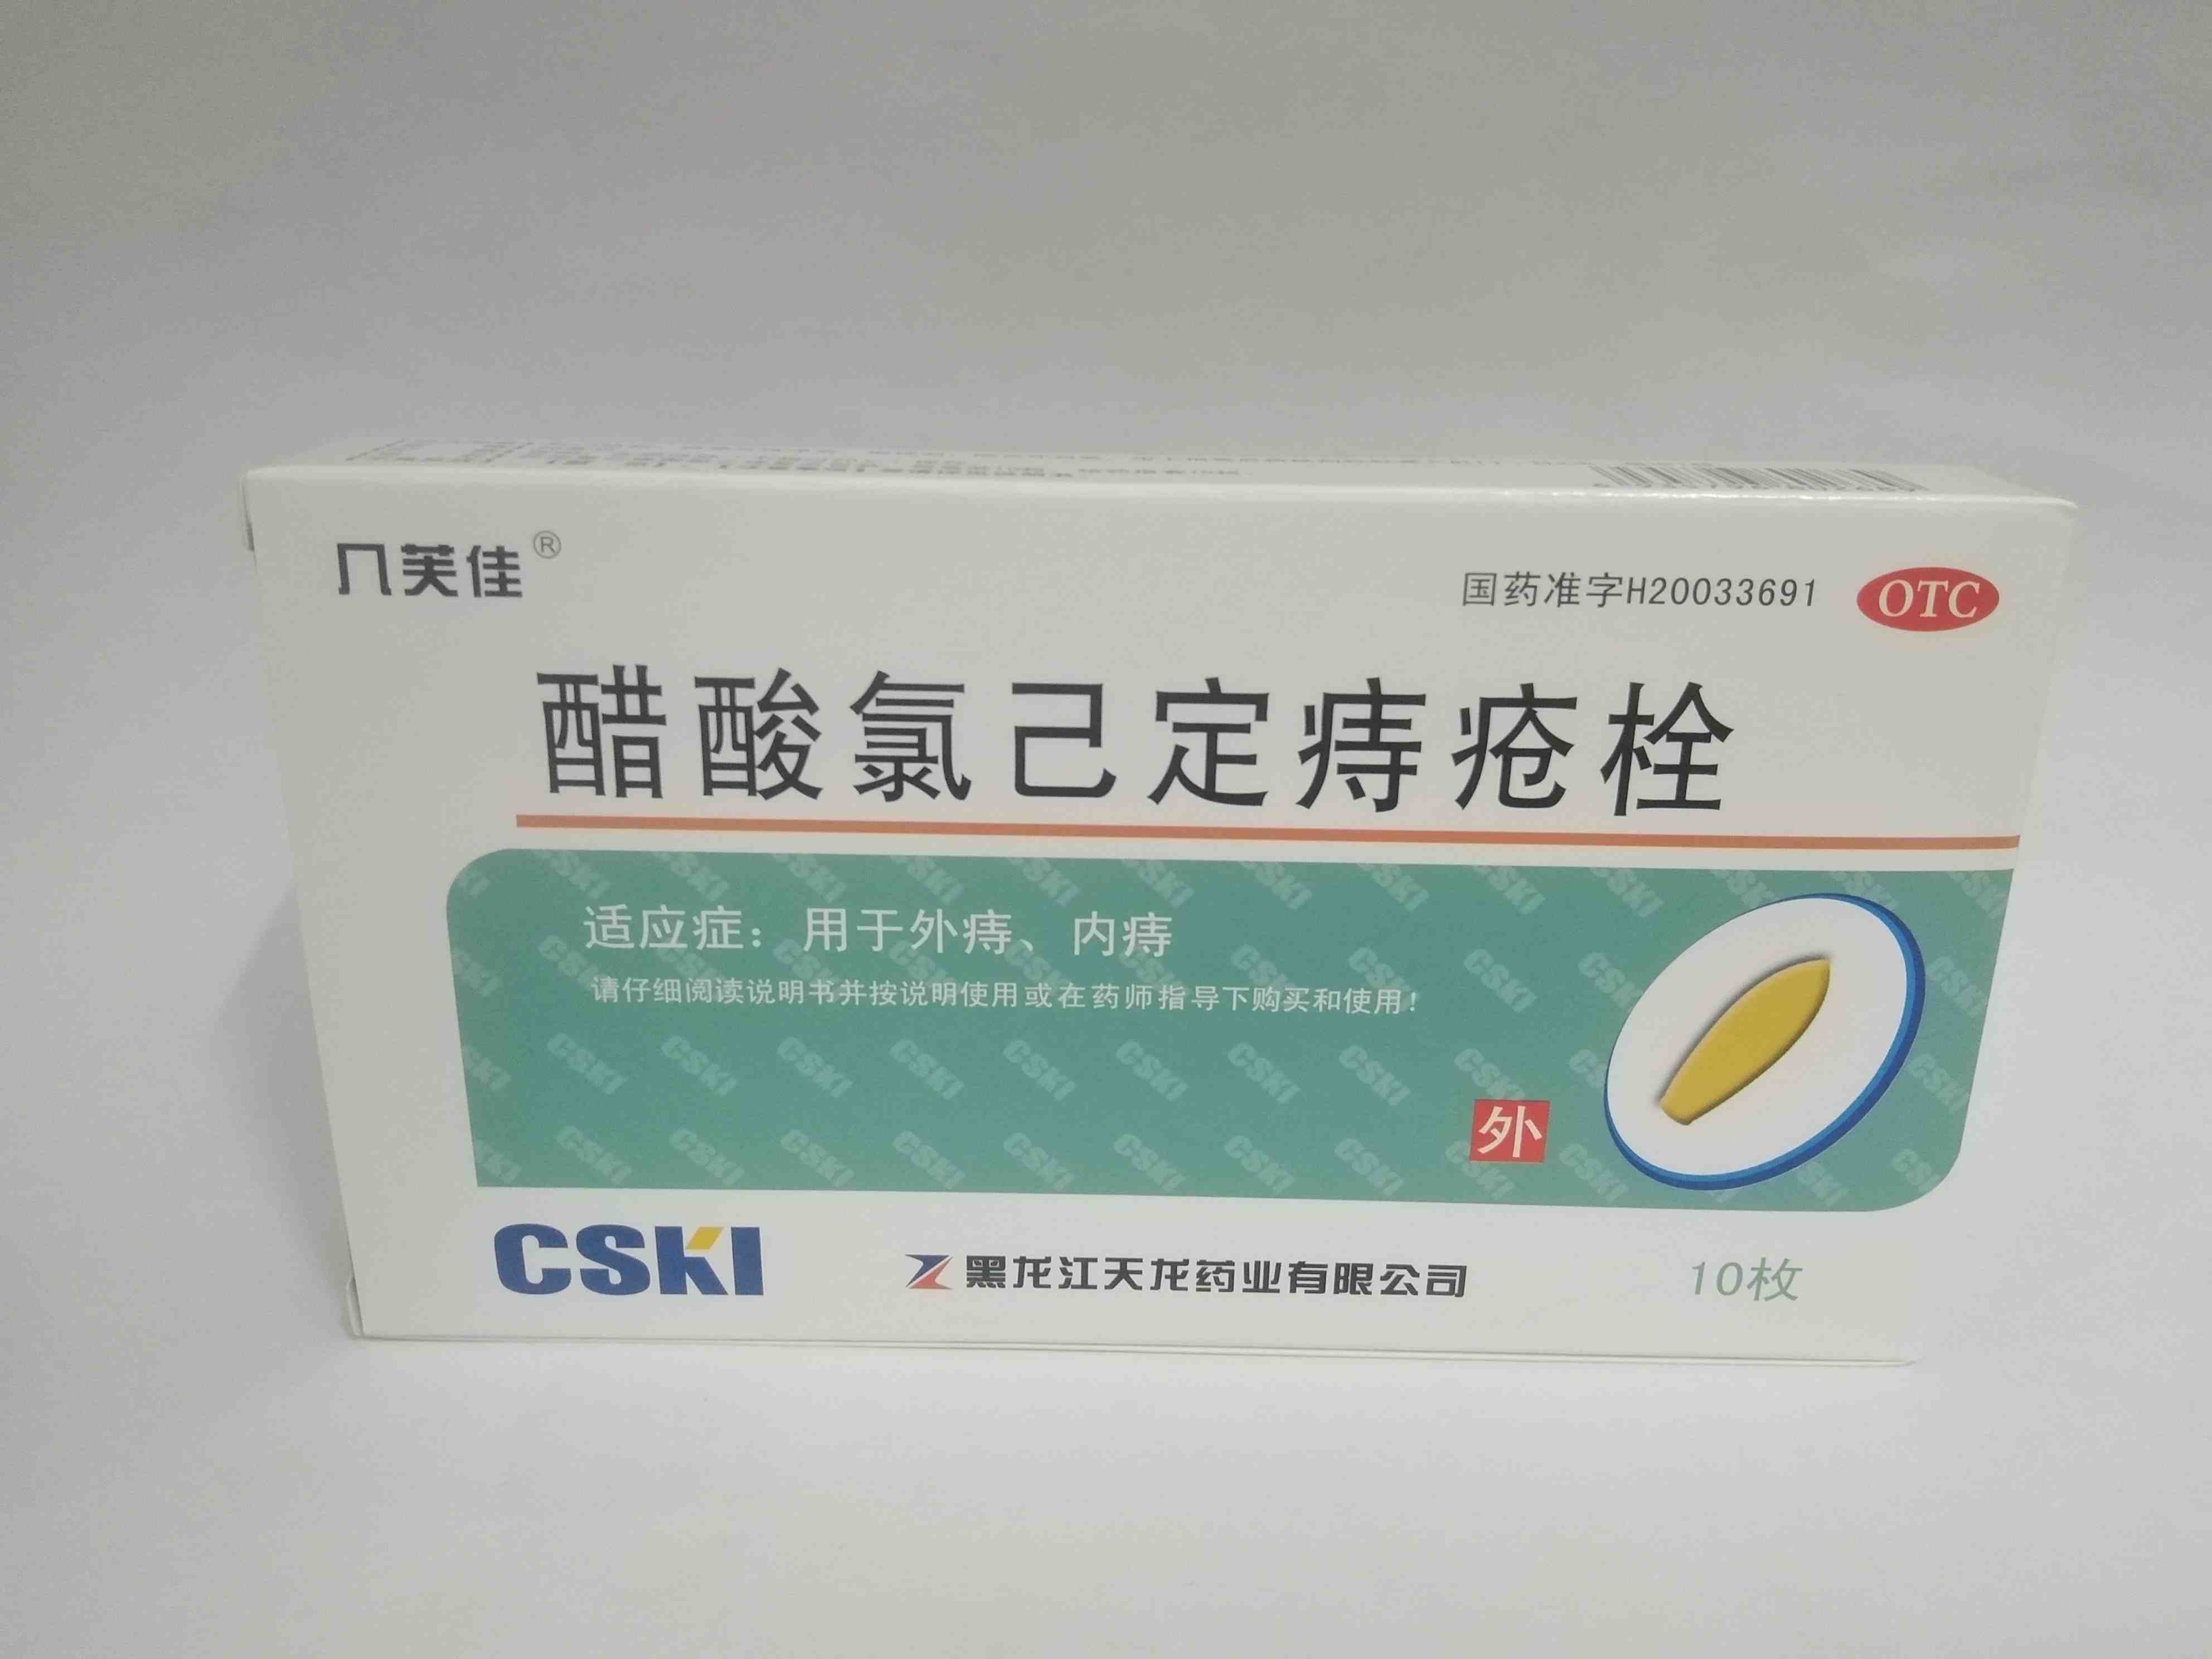 芙佳®
国药准字H20033691
OTC
醋酸氯己定痔疮栓
适应症：用于外痔、内痔
请仔细阅读说明书并按说明使用或在药师指导下购买和使用！
外
CSKI
黑龙江天龙药业有限公司
10枚